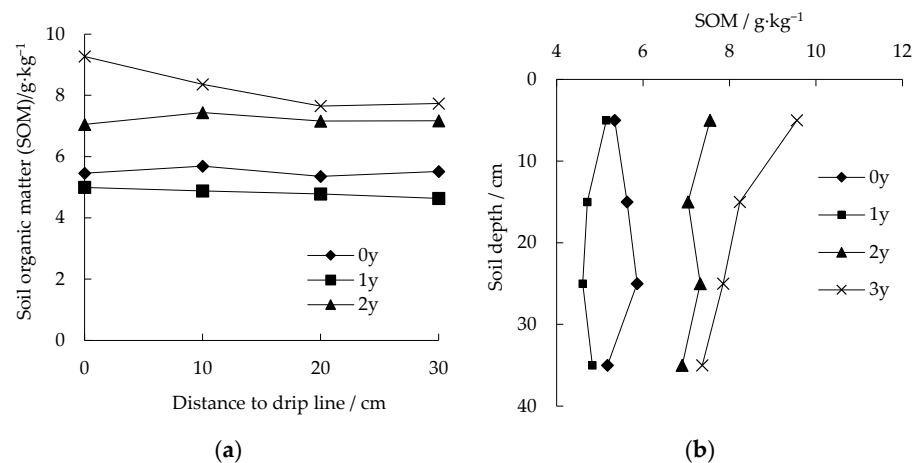 Soil organic matter (SOM)/g·kg⁻¹
10
8
6
4
2
0
0 10 20 30
Distance to drip line / cm
0y
1y
2y
(a)
SOM / g·kg⁻¹
4 6 8 10 12
Soil depth / cm
0
10
20
30
40
0y
1y
2y
3y
(b)